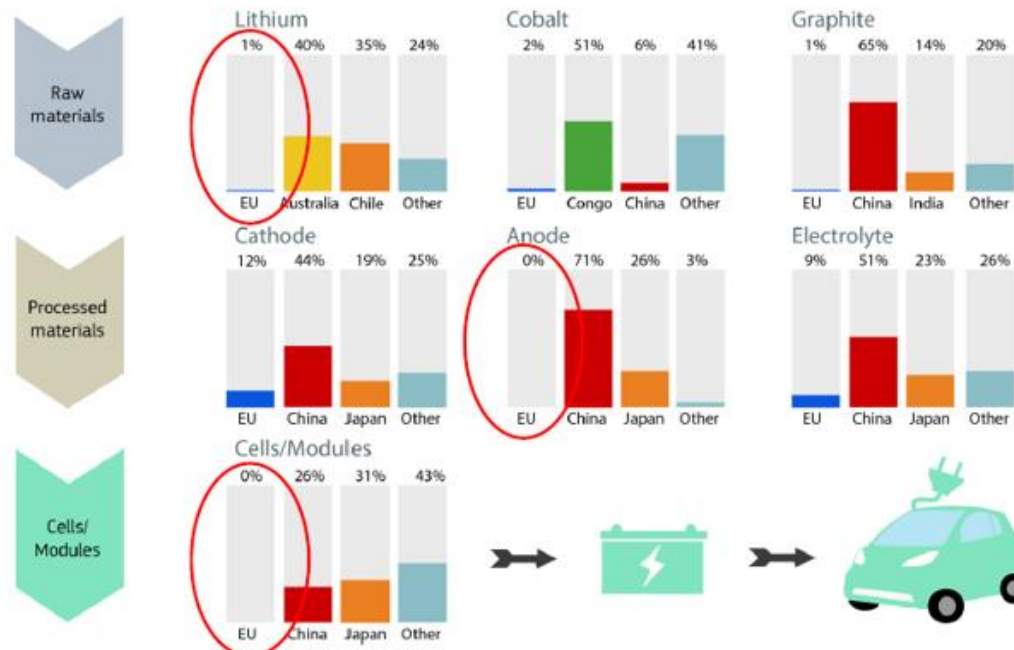 Raw
materials
Lithium
1% 40% 35% 24%
EU Australia Chile Other
Cobalt
2% 51% 6% 41%
EU Congo China Other
Graphite
1% 65% 14% 20%
EU China India Other
Processed
materials
Cathode
12% 44% 19% 25%
EU China Japan Other
Anode
0% 71% 26% 3%
EU China Japan Other
Electrolyte
9% 51% 23% 26%
EU China Japan Other
Cells/
Modules
Cells/Modules
0% 26% 31% 43%
EU China Japan Other